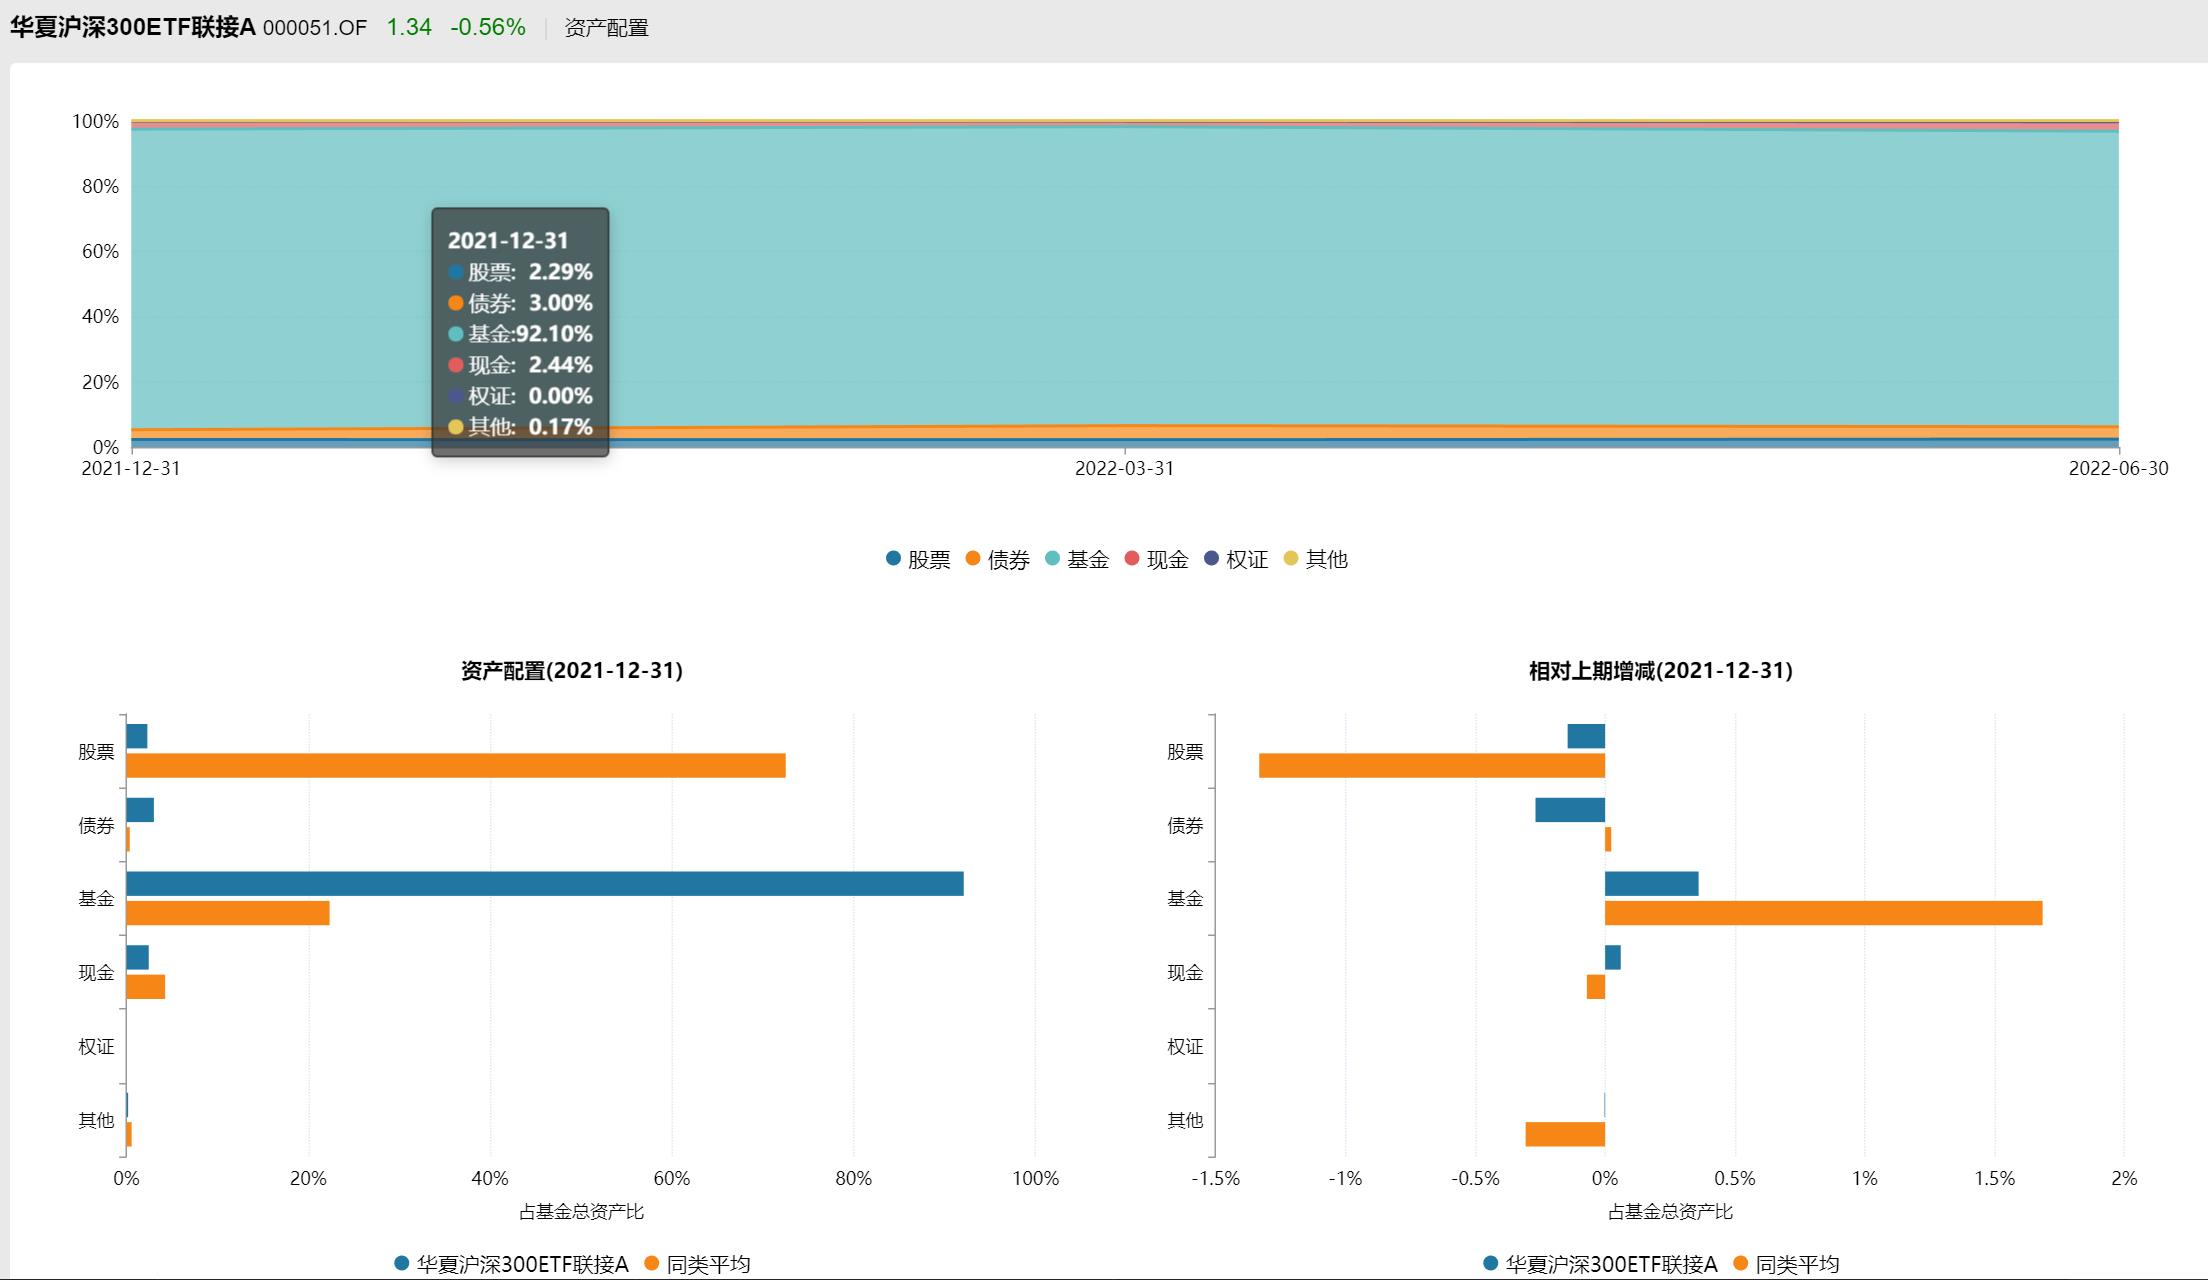 华夏沪深300ETF联接A 000051.OF 1.34 -0.56% 资产配置
100%
80%
60%
40%
20%
0%
2021-12-31
股票: 2.29%
债券: 3.00%
基金:92.10%
现金: 2.44%
权证: 0.00%
其他: 0.17%
2021-12-31 2022-03-31 2022-06-30
股票 债券 基金 现金 权证 其他
资产配置(2021-12-31)
股票
债券
基金
现金
权证
其他
0% 20% 40% 60% 80% 100%
占基金总资产比
华夏沪深300ETF联接A 同类平均
相对上期增减(2021-12-31)
股票
债券
基金
现金
权证
其他
-1.5% -1% -0.5% 0% 0.5% 1% 1.5% 2%
占基金总资产比
华夏沪深300ETF联接A 同类平均